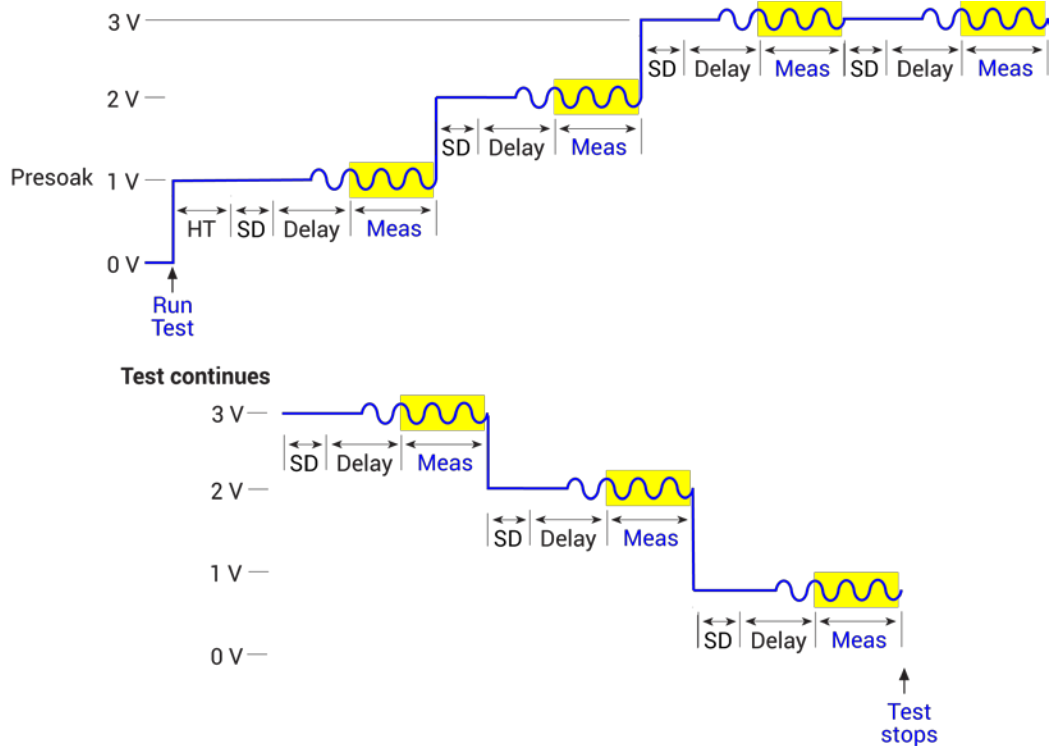 3 V
SD Delay Meas SD Delay Meas
2 V
SD Delay Meas
Presoak 1 V
HT SD Delay Meas
0 V
Run
Test
Test continues
3 V
SD Delay Meas
2 V
SD Delay Meas
1 V
SD Delay Meas
0 V
Test
stops